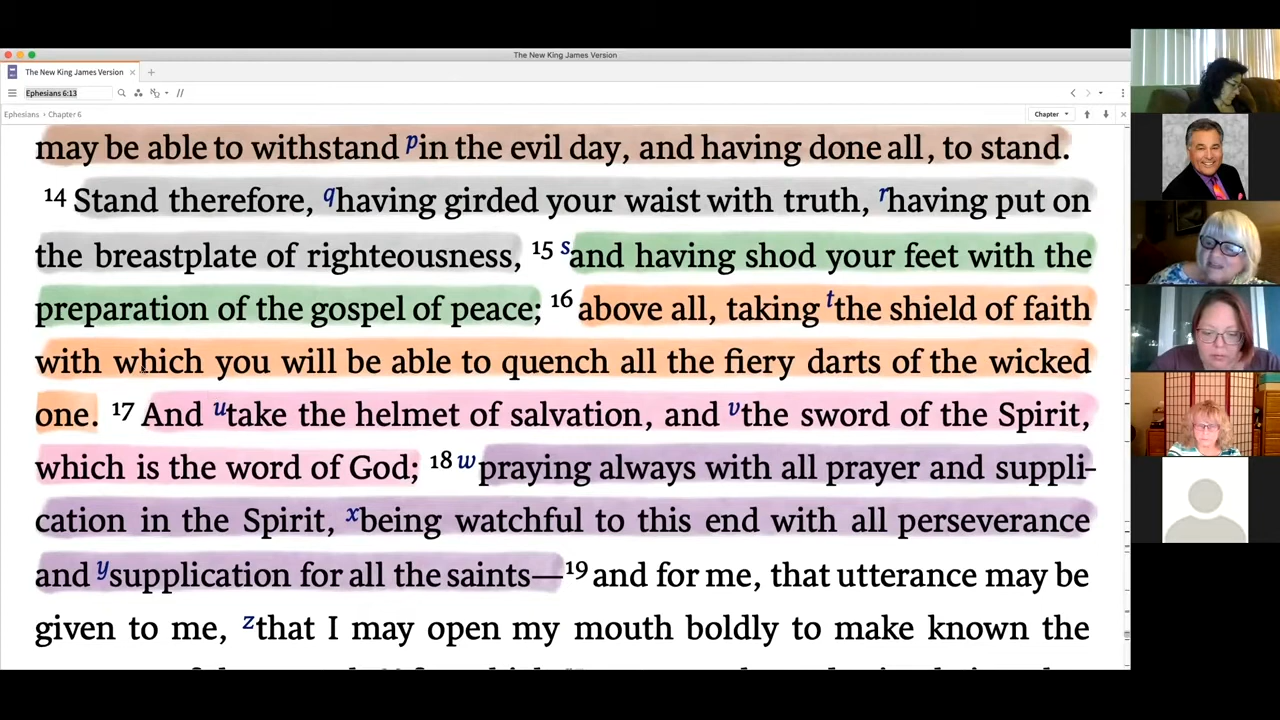 The New King James Version
The New King James Version
Ephesians 6:13
Ephesians › Chapter 6
Chapter
may be able to withstand pin the evil day, and having done all, to stand.
14 Stand therefore, qhaving girded your waist with truth, rhaving put on
the breastplate of righteousness, 15 sand having shod your feet with the
preparation of the gospel of peace; 16 above all, taking tthe shield of faith
with which you will be able to quench all the fiery darts of the wicked
one. 17 And utake the helmet of salvation, and vthe sword of the Spirit,
which is the word of God; 18 wpraying always with all prayer and suppli-
cation in the Spirit, xbeing watchful to this end with all perseverance
and ysupplication for all the saints—19 and for me, that utterance may be
given to me, zthat I may open my mouth boldly to make known the